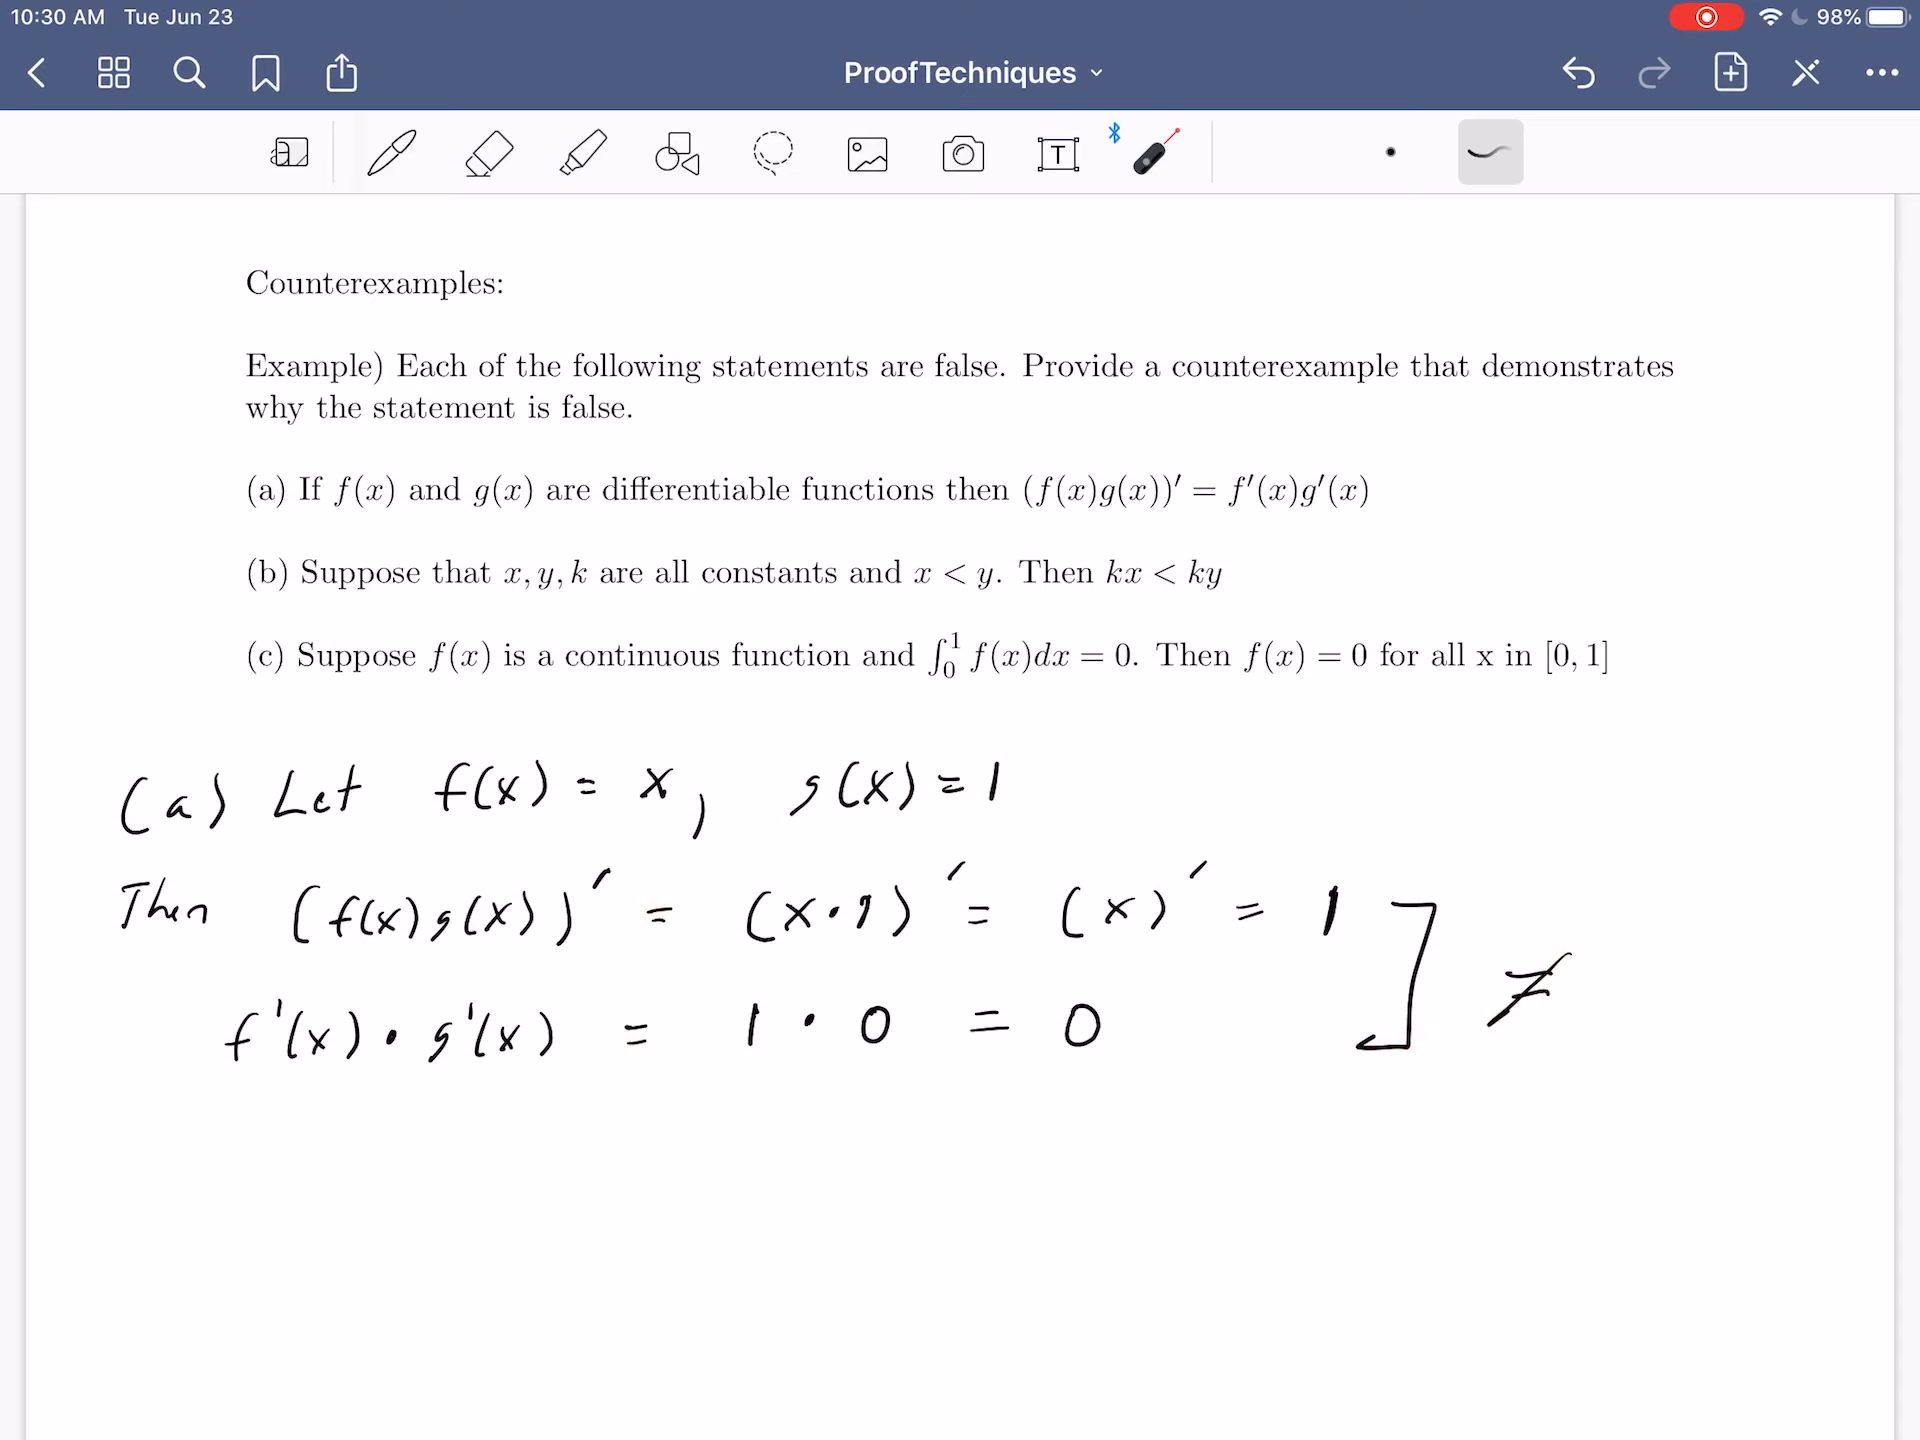 10:30 AM Tue Jun 23 98%
ProofTechniques
a T
Counterexamples:
Example) Each of the following statements are false. Provide a counterexample that demonstrates
why the statement is false.
(a) If f(x) and g(x) are differentiable functions then (f(x)g(x))′ = f′(x)g′(x)
(b) Suppose that x, y, k are all constants and x < y. Then kx < ky
(c) Suppose f(x) is a continuous function and ∫₀¹ f(x)dx = 0. Then f(x) = 0 for all x in [0, 1]
(a) Let f(x) = x, g(x) = 1
Then (f(x)g(x))′ = (x·1)′ = (x)′ = 1 ] ≠
f'(x) · g'(x) = 1 · 0 = 0